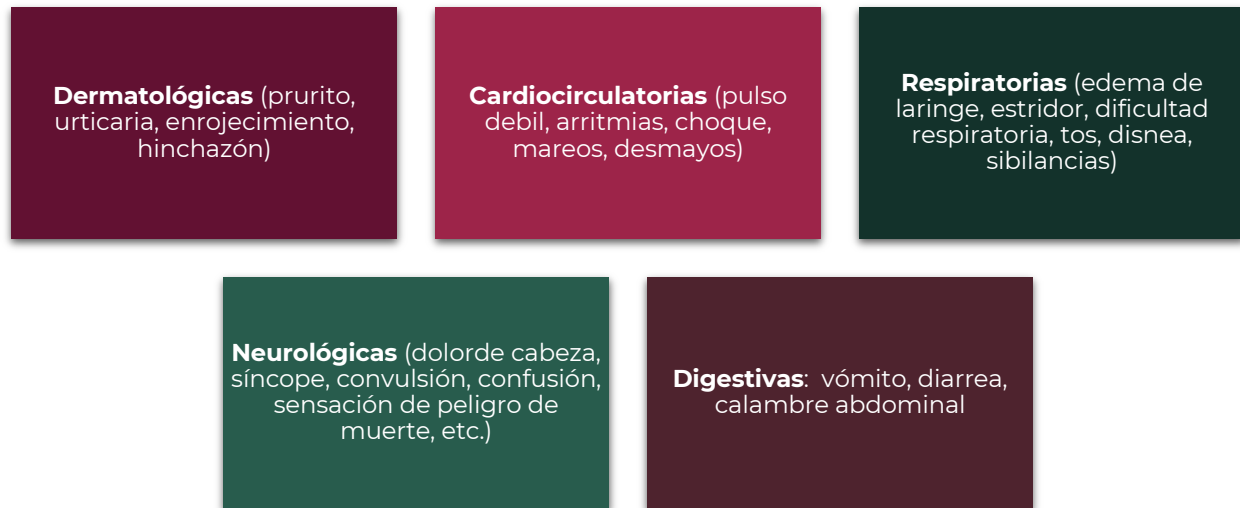 Dermatológicas (prurito,
urticaria, enrojecimiento,
hinchazón)
Cardiocirculatorias (pulso
debil, arritmias, choque,
mareos, desmayos)
Respiratorias (edema de
laringe, estridor, dificultad
respiratoria, tos, disnea,
sibilancias)
Neurológicas (dolorde cabeza,
síncope, convulsión, confusión,
sensación de peligro de
muerte, etc.)
Digestivas:  vómito, diarrea,
calambre abdominal